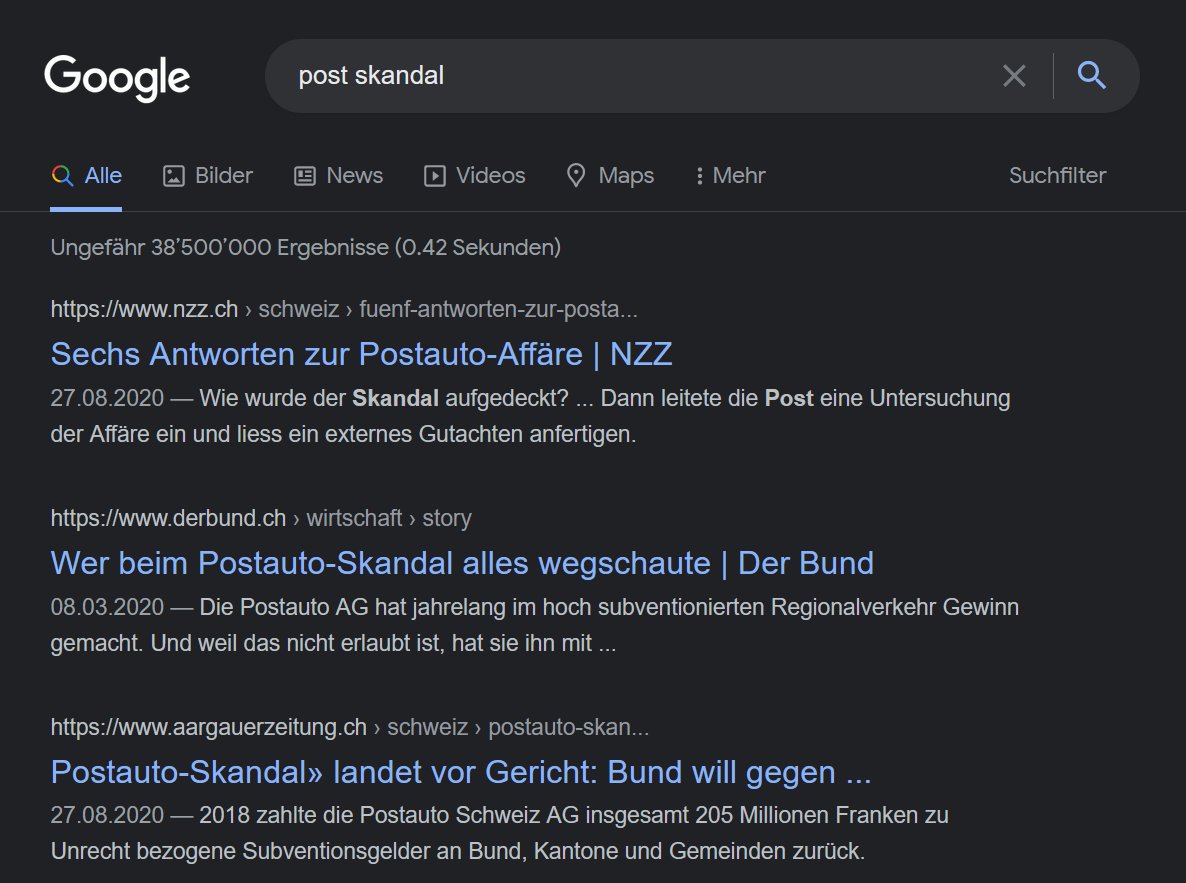 Google
post skandal
Alle Bilder News Videos Maps Mehr Suchfilter
Ungefähr 38’500’000 Ergebnisse (0.42 Sekunden)
https://www.nzz.ch › schweiz › fuenf-antworten-zur-posta...
Sechs Antworten zur Postauto-Affäre | NZZ
27.08.2020 — Wie wurde der Skandal aufgedeckt? ... Dann leitete die Post eine Untersuchung
der Affäre ein und liess ein externes Gutachten anfertigen.
https://www.derbund.ch › wirtschaft › story
Wer beim Postauto-Skandal alles wegschaute | Der Bund
08.03.2020 — Die Postauto AG hat jahrelang im hoch subventionierten Regionalverkehr Gewinn
gemacht. Und weil das nicht erlaubt ist, hat sie ihn mit ...
https://www.aargauerzeitung.ch › schweiz › postauto-skan...
Postauto-Skandal» landet vor Gericht: Bund will gegen ...
27.08.2020 — 2018 zahlte die Postauto Schweiz AG insgesamt 205 Millionen Franken zu
Unrecht bezogene Subventionsgelder an Bund, Kantone und Gemeinden zurück.